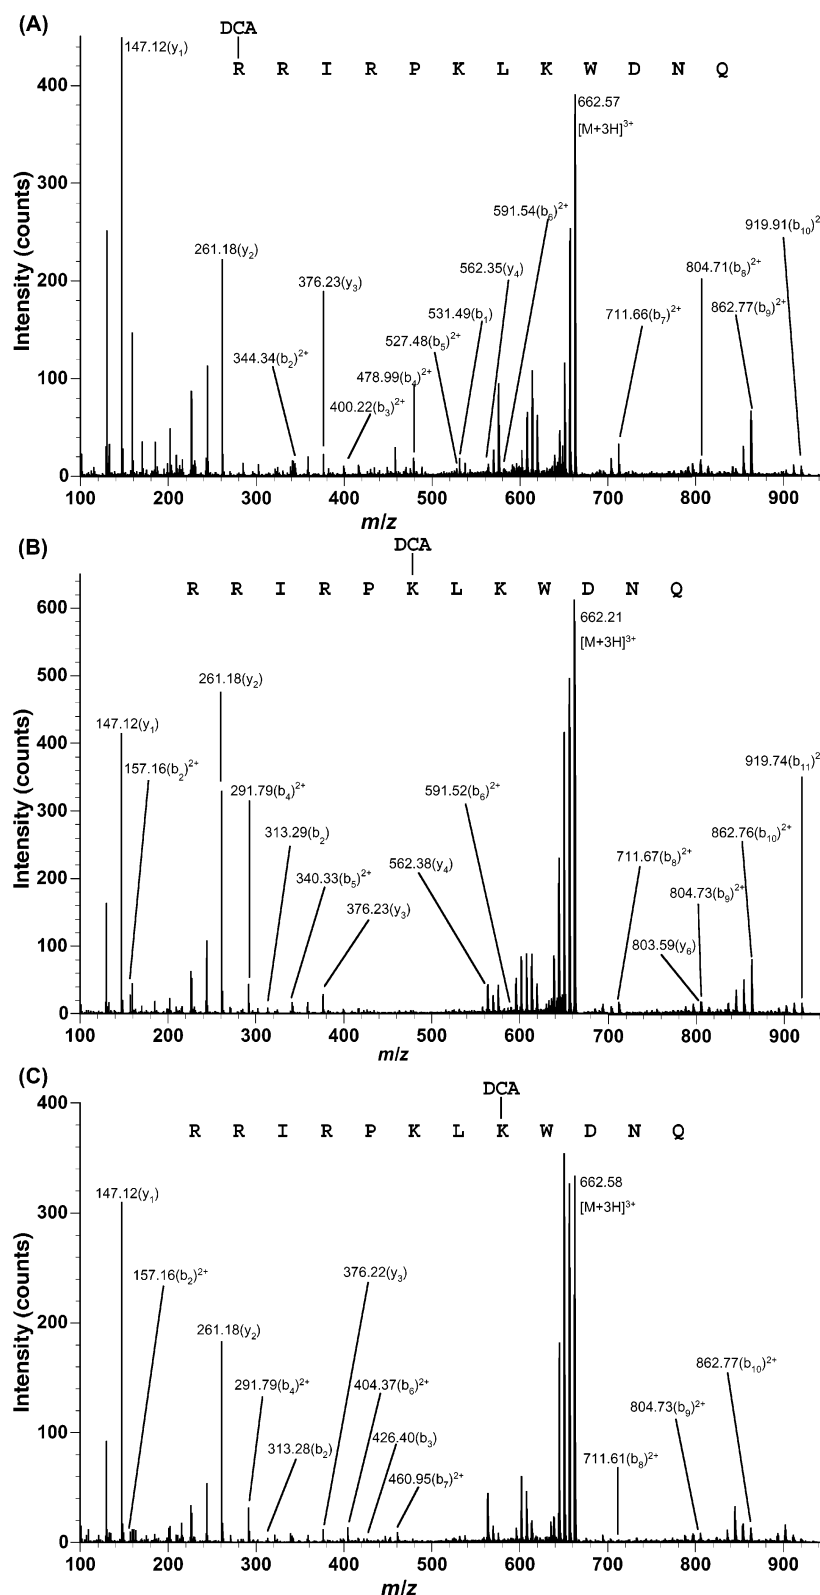 (A)
DCA
R R I R P K L K W D N Q
147.12(y1)
662.57
[M+3H]3+
591.54(b6)2+
919.91(b10)2
261.18(y2)
562.35(y4)
804.71(b8)2+
376.23(y3)
531.49(b1)
862.77(b9)2+
527.48(b5)2+
711.66(b7)2+
344.34(b2)2+
478.99(b4)2+
400.22(b3)2+
Intensity (counts)
400
300
200
100
0
100 200 300 400 500 600 700 800 900
m/z
(B)
DCA
R R I R P K L K W D N Q
662.21
[M+3H]3+
261.18(y2)
147.12(y1)
157.16(b2)2+
919.74(b11)2
291.79(b4)2+
591.52(b6)2+
313.29(b2)
862.76(b10)2+
711.67(b8)2+
562.38(y4)
340.33(b5)2+
804.73(b9)2+
376.23(y3)
803.59(y6)
Intensity (counts)
600
500
400
300
200
100
0
100 200 300 400 500 600 700 800 900
m/z
(C)
DCA
R R I R P K L K W D N Q
662.58
[M+3H]3+
147.12(y1)
157.16(b2)2+
376.22(y3)
261.18(y2)
862.77(b10)2+
291.79(b4)2+
404.37(b6)2+
804.73(b9)2+
426.40(b3)
313.28(b2)
711.61(b8)2+
460.95(b7)2+
Intensity (counts)
400
300
200
100
0
100 200 300 400 500 600 700 800 900
m/z